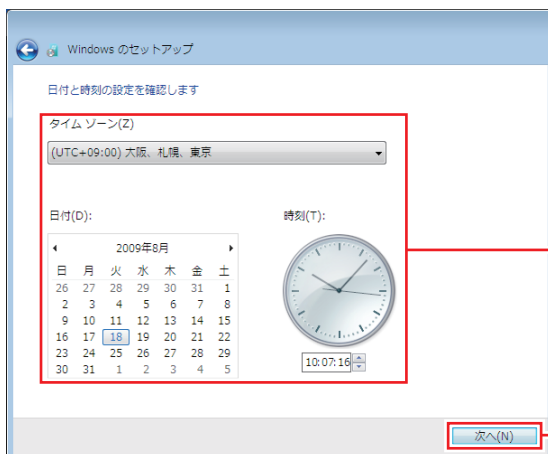 Windows のセットアップ
日付と時刻の設定を確認します
タイム ゾーン(Z)
(UTC+09:00) 大阪、札幌、東京
日付(D):
時刻(T):
2009年8月
日 月 火 水 木 金 土
26 27 28 29 30 31 1
2 3 4 5 6 7 8
9 10 11 12 13 14 15
16 17 18 19 20 21 22
23 24 25 26 27 28 29
30 31 1 2 3 4 5
10:07:16
次へ(N)